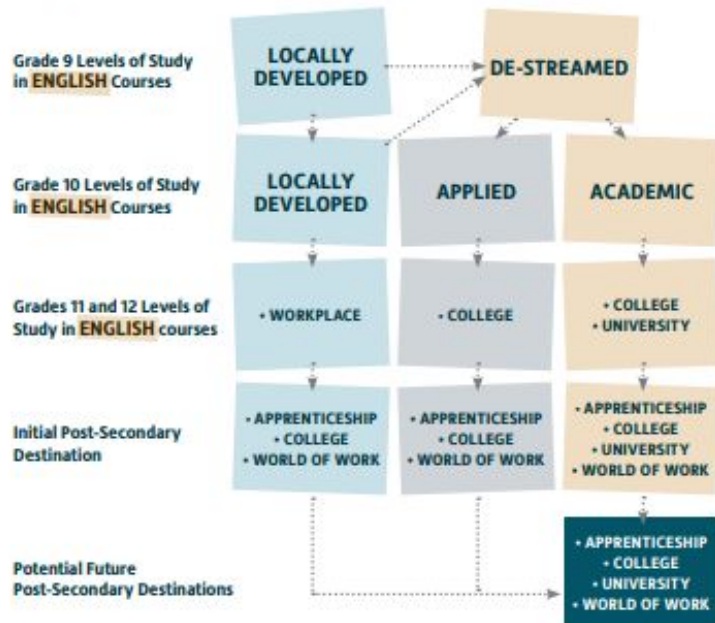 Grade 9 Levels of Study
in ENGLISH Courses
LOCALLY
DEVELOPED
DE-STREAMED
Grade 10 Levels of Study
in ENGLISH Courses
LOCALLY
DEVELOPED
APPLIED
ACADEMIC
Grades 11 and 12 Levels of
Study in ENGLISH courses
• WORKPLACE
• COLLEGE
• COLLEGE
• UNIVERSITY
Initial Post-Secondary
Destination
• APPRENTICESHIP
• COLLEGE
• WORLD OF WORK
• APPRENTICESHIP
• COLLEGE
• WORLD OF WORK
• APPRENTICESHIP
• COLLEGE
• UNIVERSITY
• WORLD OF WORK
Potential Future
Post-Secondary Destinations
• APPRENTICESHIP
• COLLEGE
• UNIVERSITY
• WORLD OF WORK